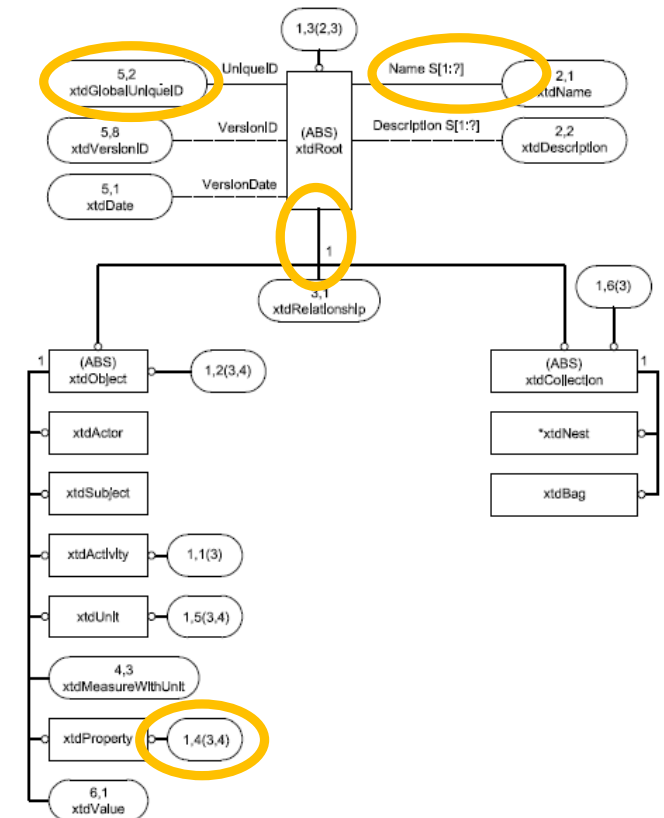 1,3(2,3)
5,2
xtdGlobalUniqueID
UniqueID
Name S[1:?]
2,1
xtdName
5,8
xtdVersionID
VersionID
(ABS)
xtdRoot
Description S[1:?]
2,2
xtdDescription
5,1
xtdDate
VersionDate
1
3,1
xtdRelationship
1,6(3)
1
(ABS)
xtdObject
1,2(3,4)
(ABS)
xtdCollection
1
xtdActor
*xtdNest
xtdSubject
xtdBag
xtdActivity
1,1(3)
xtdUnit
1,5(3,4)
4,3
xtdMeasureWithUnit
xtdProperty
1,4(3,4)
6,1
xtdValue